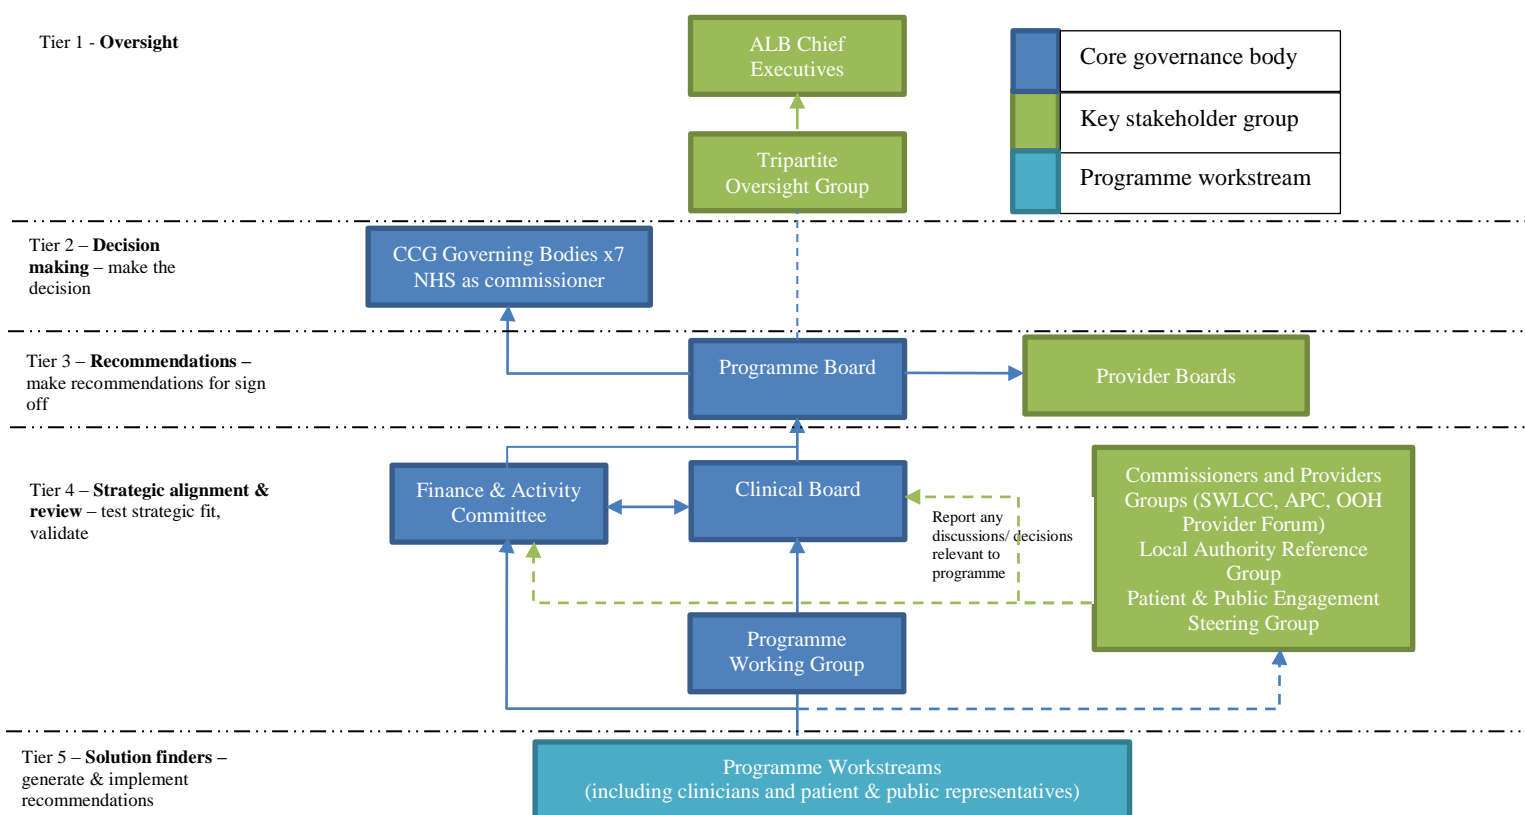 Tier 1 - Oversight
ALB Chief
Executives
Core governance body
Key stakeholder group
Programme workstream
Tripartite
Oversight Group
Tier 2 – Decision
making – make the
decision
CCG Governing Bodies x7
NHS as commissioner
Tier 3 – Recommendations –
make recommendations for sign
off
Programme Board
Provider Boards
Tier 4 – Strategic alignment &
review – test strategic fit,
validate
Finance & Activity
Committee
Clinical Board
Report any
discussions/ decisions
relevant to
programme
Commissioners and Providers
Groups (SWLCC, APC, OOH
Provider Forum)
Local Authority Reference
Group
Patient & Public Engagement
Steering Group
Programme
Working Group
Tier 5 – Solution finders –
generate & implement
recommendations
Programme Workstreams
(including clinicians and patient & public representatives)